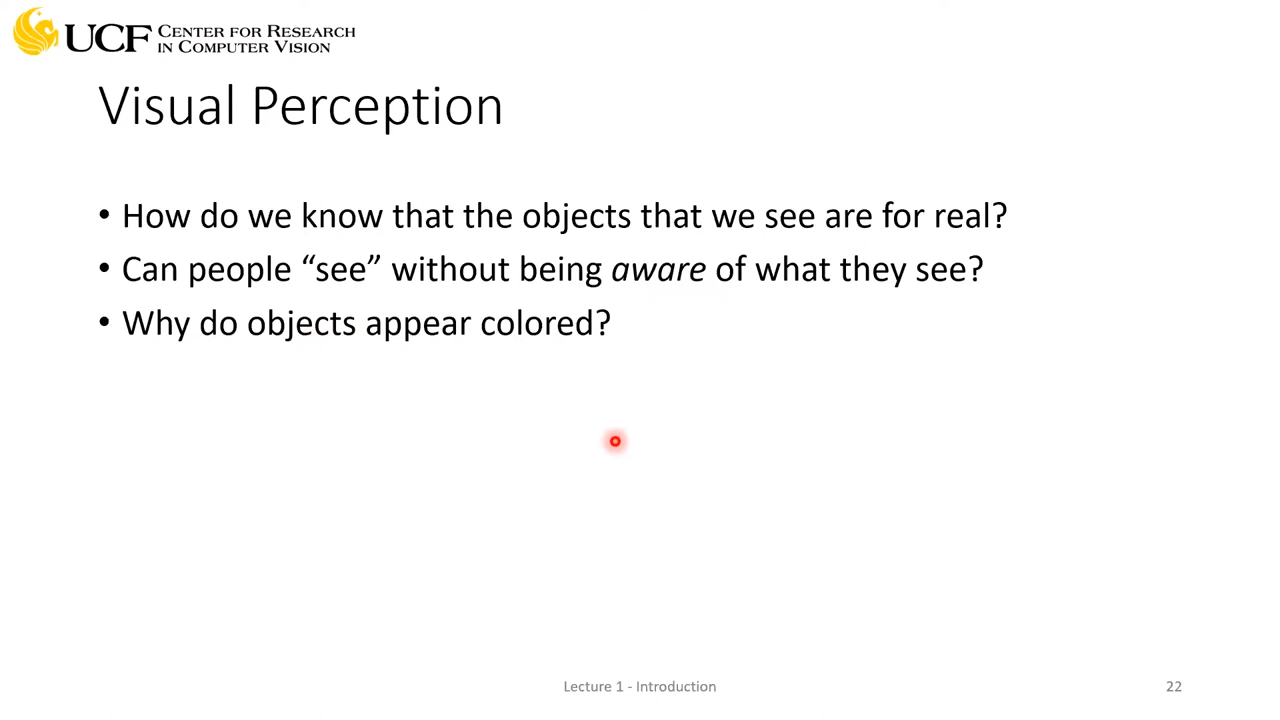 UCF CENTER FOR RESEARCH
IN COMPUTER VISION
Visual Perception
• How do we know that the objects that we see are for real?
• Can people “see” without being aware of what they see?
• Why do objects appear colored?
Lecture 1 - Introduction
22